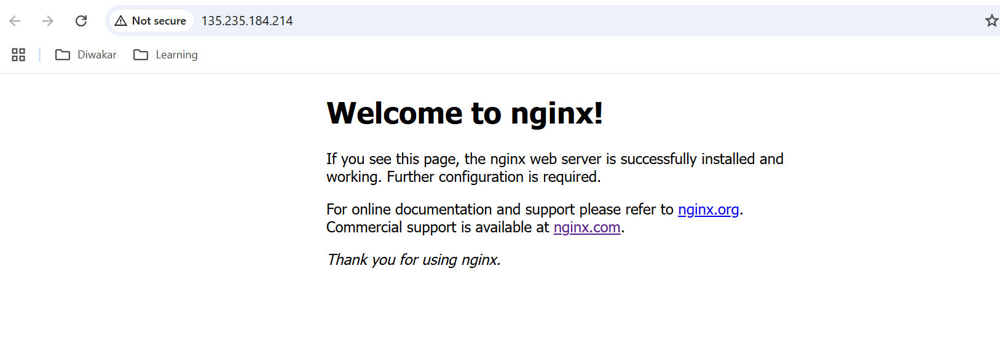 Not secure 135.235.184.214
Diwakar Learning
Welcome to nginx!
If you see this page, the nginx web server is successfully installed and
working. Further configuration is required.
For online documentation and support please refer to nginx.org.
Commercial support is available at nginx.com.
Thank you for using nginx.